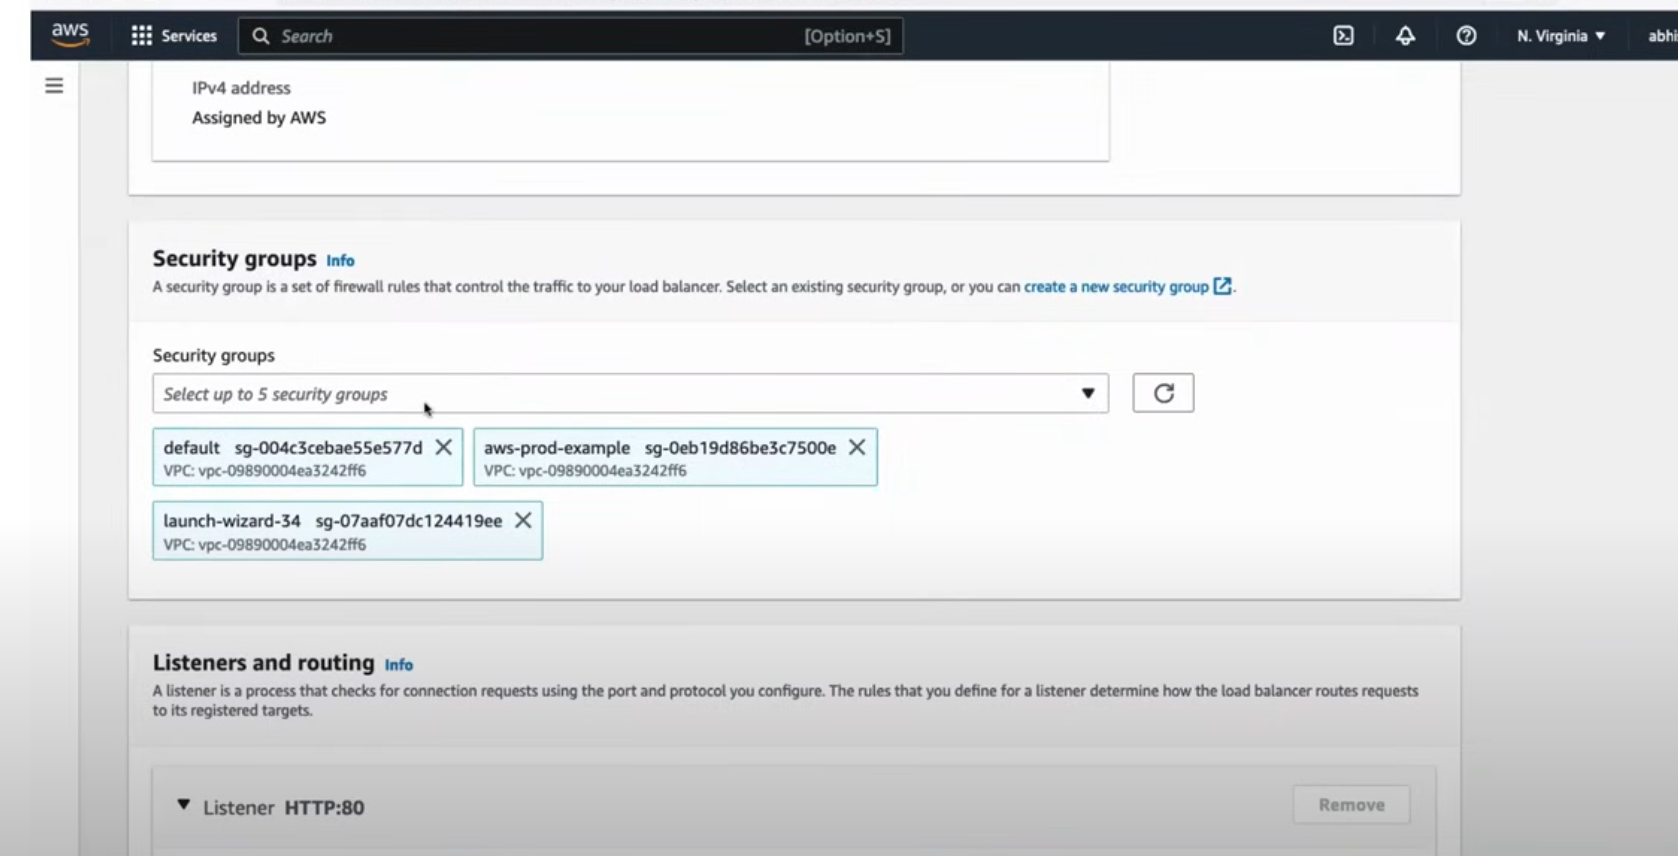 aws Services Search [Option+S] N. Virginia abhi
IPv4 address
Assigned by AWS
Security groups Info
A security group is a set of firewall rules that control the traffic to your load balancer. Select an existing security group, or you can create a new security group.
Security groups
Select up to 5 security groups
default sg-004c3cebae55e577d
VPC: vpc-09890004ea3242ff6
aws-prod-example sg-0eb19d86be3c7500e
VPC: vpc-09890004ea3242ff6
launch-wizard-34 sg-07aaf07dc124419ee
VPC: vpc-09890004ea3242ff6
Listeners and routing Info
A listener is a process that checks for connection requests using the port and protocol you configure. The rules that you define for a listener determine how the load balancer routes requests
to its registered targets.
Listener HTTP:80
Remove